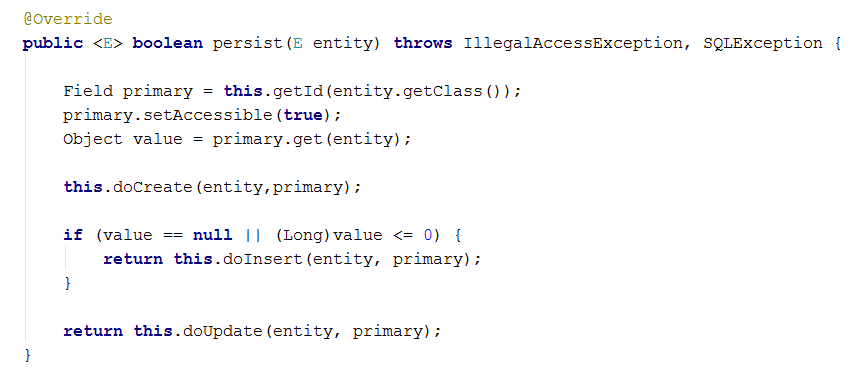 @Override
public <E> boolean persist(E entity) throws IllegalAccessException, SQLException {
Field primary = this.getId(entity.getClass());
primary.setAccessible(true);
Object value = primary.get(entity);
this.doCreate(entity,primary);
if (value == null || (Long)value <= 0) {
return this.doInsert(entity, primary);
}
return this.doUpdate(entity, primary);
}